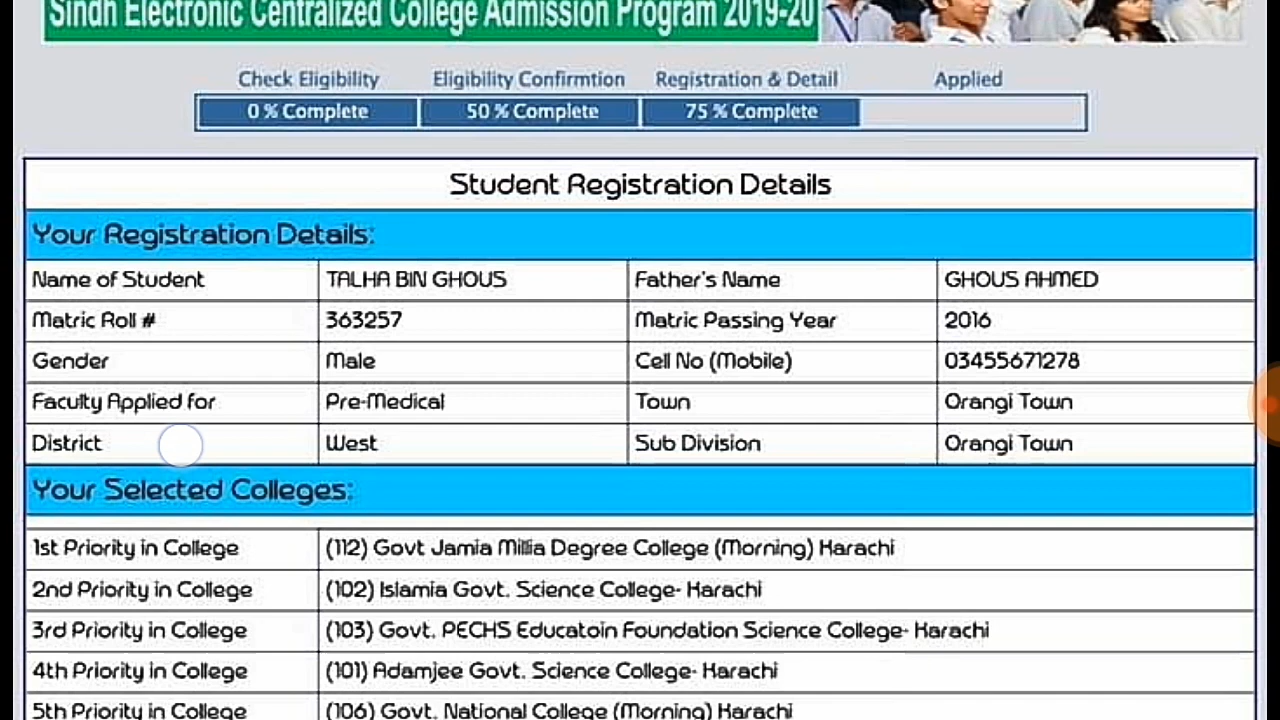 Sindh Electronic Centralized College Admission Program 2019-20
Check Eligibility Eligibility Confirmtion Registration & Detail Applied
0 % Complete 50 % Complete 75 % Complete
Student Registration Details
Your Registration Details:
Name of Student TALHA BIN GHOUS Father's Name GHOUS AHMED
Matric Roll # 363257 Matric Passing Year 2016
Gender Male Cell No (Mobile) 03455671278
Faculty Applied for Pre-Medical Town Orangi Town
District West Sub Division Orangi Town
Your Selected Colleges:
1st Priority in College (112) Govt Jamia Millia Degree College (Morning) Karachi
2nd Priority in College (102) Islamia Govt. Science College- Karachi
3rd Priority in College (103) Govt. PECHS Educatoin Foundation Science College- Karachi
4th Priority in College (101) Adamjee Govt. Science College- Karachi
5th Priority in College (106) Govt. National College (Morning) Karachi